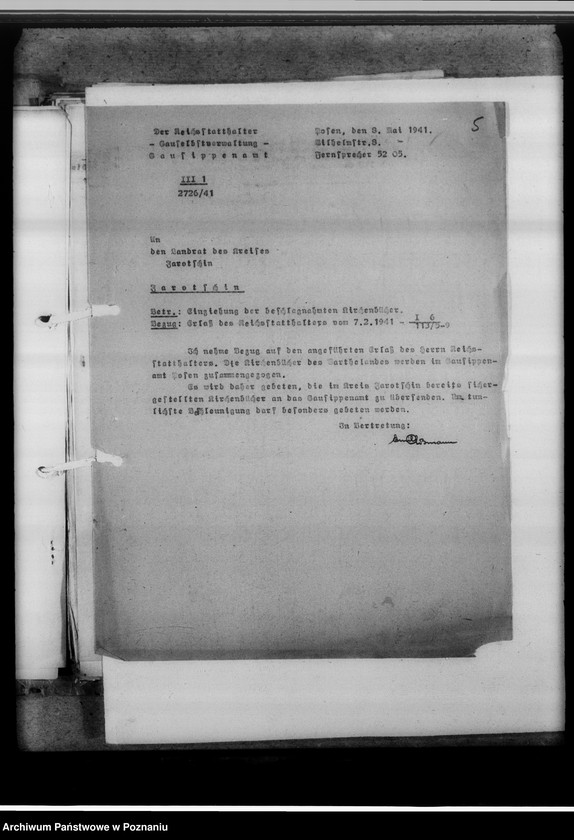 5
Der Reichsstatthalter
- Gauselbstverwaltung -
Gausippenamt
Posen, den 8. Mai 1941.
Wilhelmstr.8.
Fernsprecher 52 05.
III 1
2726/41
An
den Landrat des Kreises
Jarotschin
Jarotschin
Betr.: Einziehung der beschlagnahmten Kirchenbücher.
Bezug: Erlaß des Reichsstatthalters vom 7.2.1941 - I 6
113/5-9
Ich nehme Bezug auf den angeführten Erlaß des Herrn Reichs-
statthalters. Die Kirchenbücher des Warthelandes werden im Gausippen-
amt Posen zusammengezogen.
Es wird daher gebeten, die im Kreis Jarotschin bereits sicher-
gestellten Kirchenbücher an das Gausippenamt zu übersenden. Um tun-
lichste Beschleunigung darf besonders gebeten werden.
In Vertretung:
Archiwum Państwowe w Poznaniu